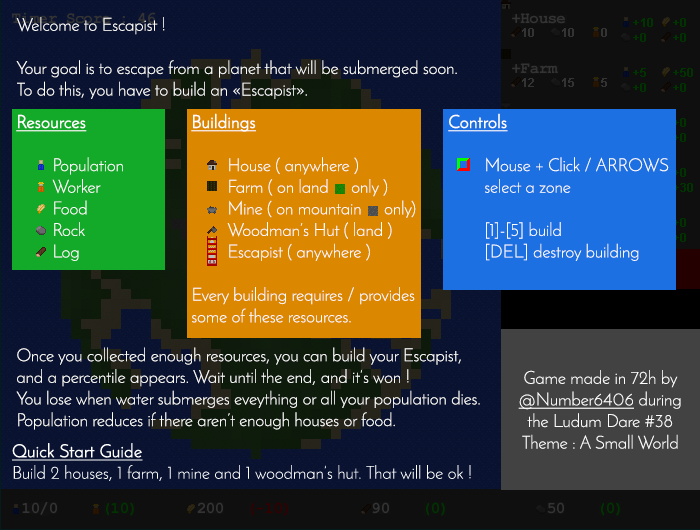 Timer Score : 46
Welcome to Escapist !
Your goal is to escape from a planet that will be submerged soon.
To do this, you have to build an «Escapist».
Resources
Population
Worker
Food
Rock
Log
Buildings
House ( anywhere )
Farm ( on land only )
Mine ( on mountain only)
Woodman's Hut ( land )
Escapist ( anywhere )
Every building requires / provides
some of these resources.
Controls
Mouse + Click / ARROWS
select a zone
[1]-[5] build
[DEL] destroy building
+House
10 10 0
+10 +0
+0 +0
+Farm
12 15 5
+5 +50
+0 +0
Once you collected enough resources, you can build your Escapist,
and a percentile appears. Wait until the end, and it's won !
You lose when water submerges eveything or all your population dies.
Population reduces if there aren't enough houses or food.
Quick Start Guide
Build 2 houses, 1 farm, 1 mine and 1 woodman's hut. That will be ok !
Game made in 72h by
@Number6406 during
the Ludum Dare #38
Theme : A Small World
10/0 (10) 200 90 (0) 50 (0)